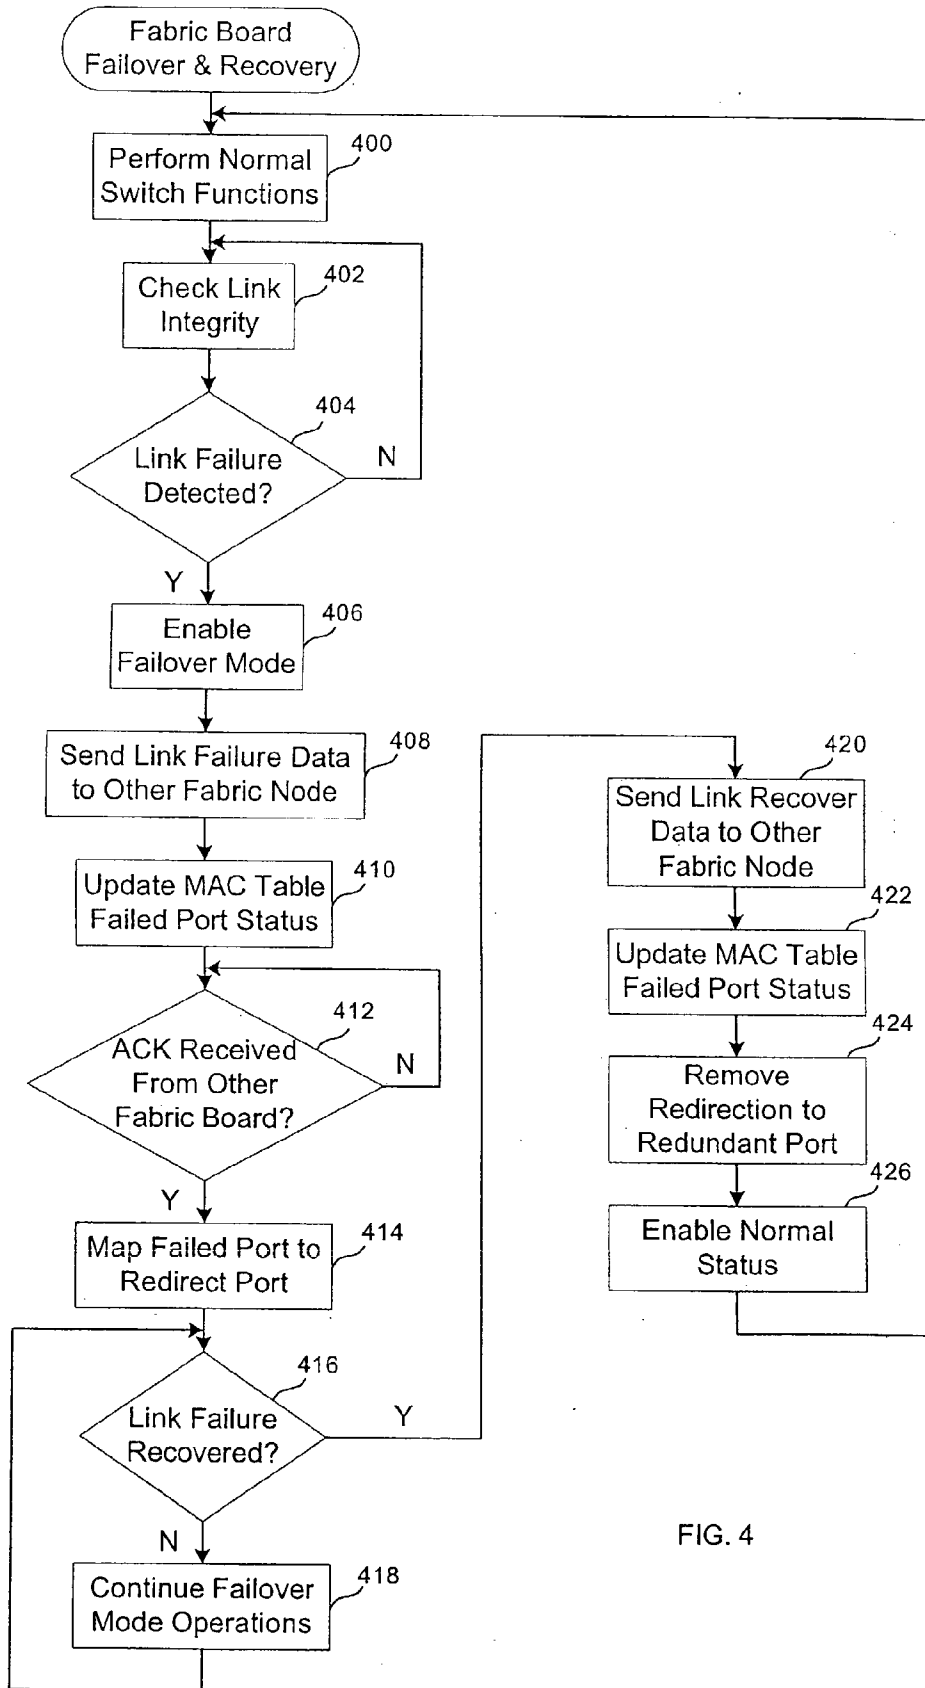 Fabric Board
Failover & Recovery
400
Perform Normal
Switch Functions
402
Check Link
Integrity
404
Link Failure
Detected?
N
Y
406
Enable
Failover Mode
408
Send Link Failure Data
to Other Fabric Node
410
Update MAC Table
Failed Port Status
412
ACK Received
From Other
Fabric Board?
N
Y
414
Map Failed Port to
Redirect Port
416
Link Failure
Recovered?
Y
N
418
Continue Failover
Mode Operations
420
Send Link Recover
Data to Other
Fabric Node
422
Update MAC Table
Failed Port Status
424
Remove
Redirection to
Redundant Port
426
Enable Normal
Status
FIG. 4